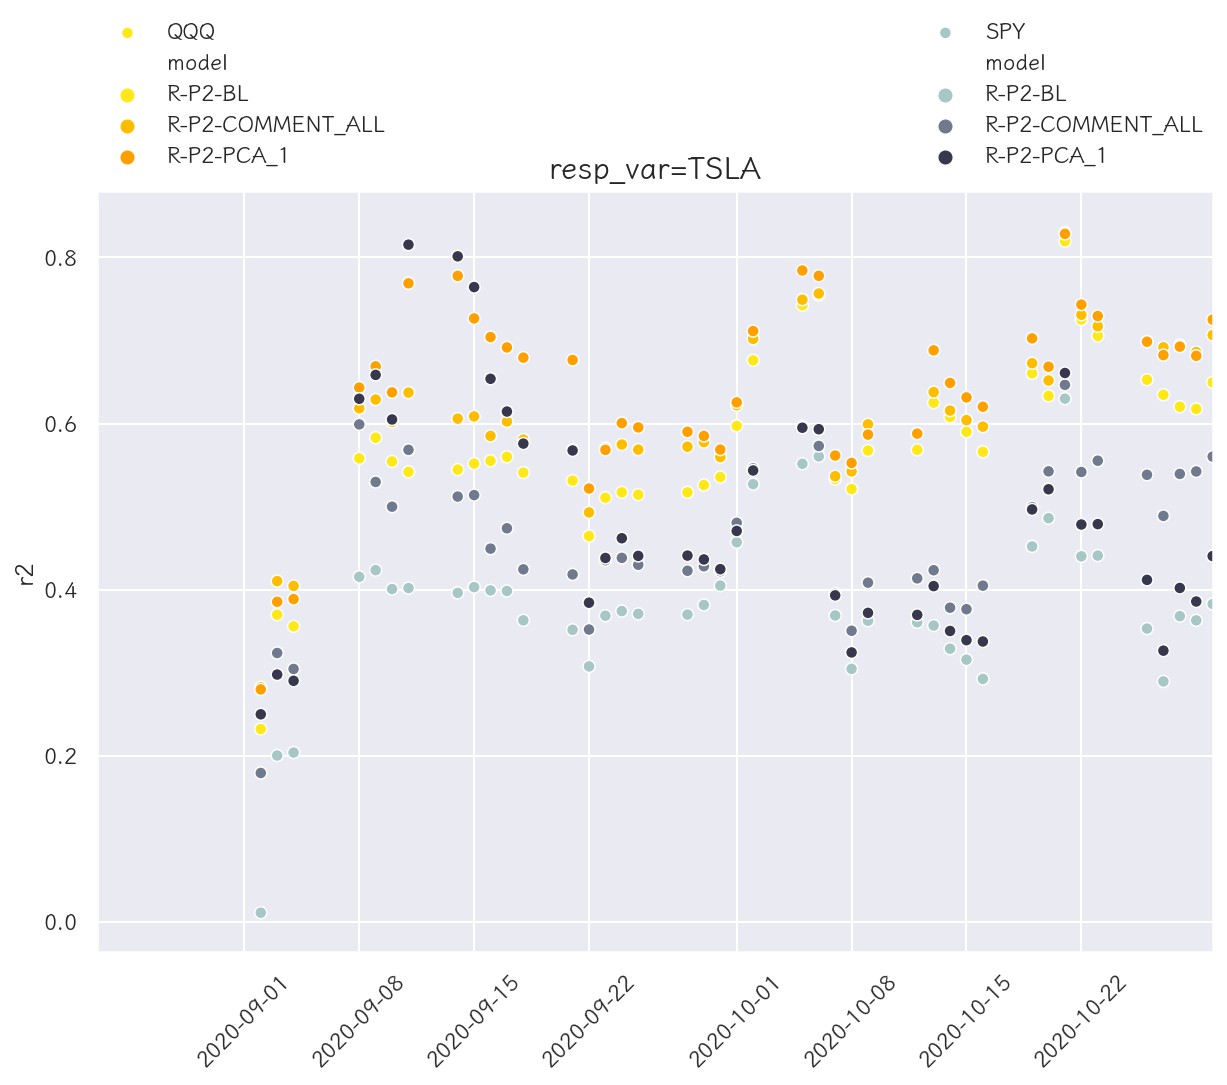 QQQ
model
R-P2-BL
R-P2-COMMENT_ALL
R-P2-PCA_1
SPY
model
R-P2-BL
R-P2-COMMENT_ALL
R-P2-PCA_1
resp_var=TSLA
0.8
0.6
0.4
0.2
0.0
r2
2020-09-01
2020-09-08
2020-09-15
2020-09-22
2020-10-01
2020-10-08
2020-10-15
2020-10-22